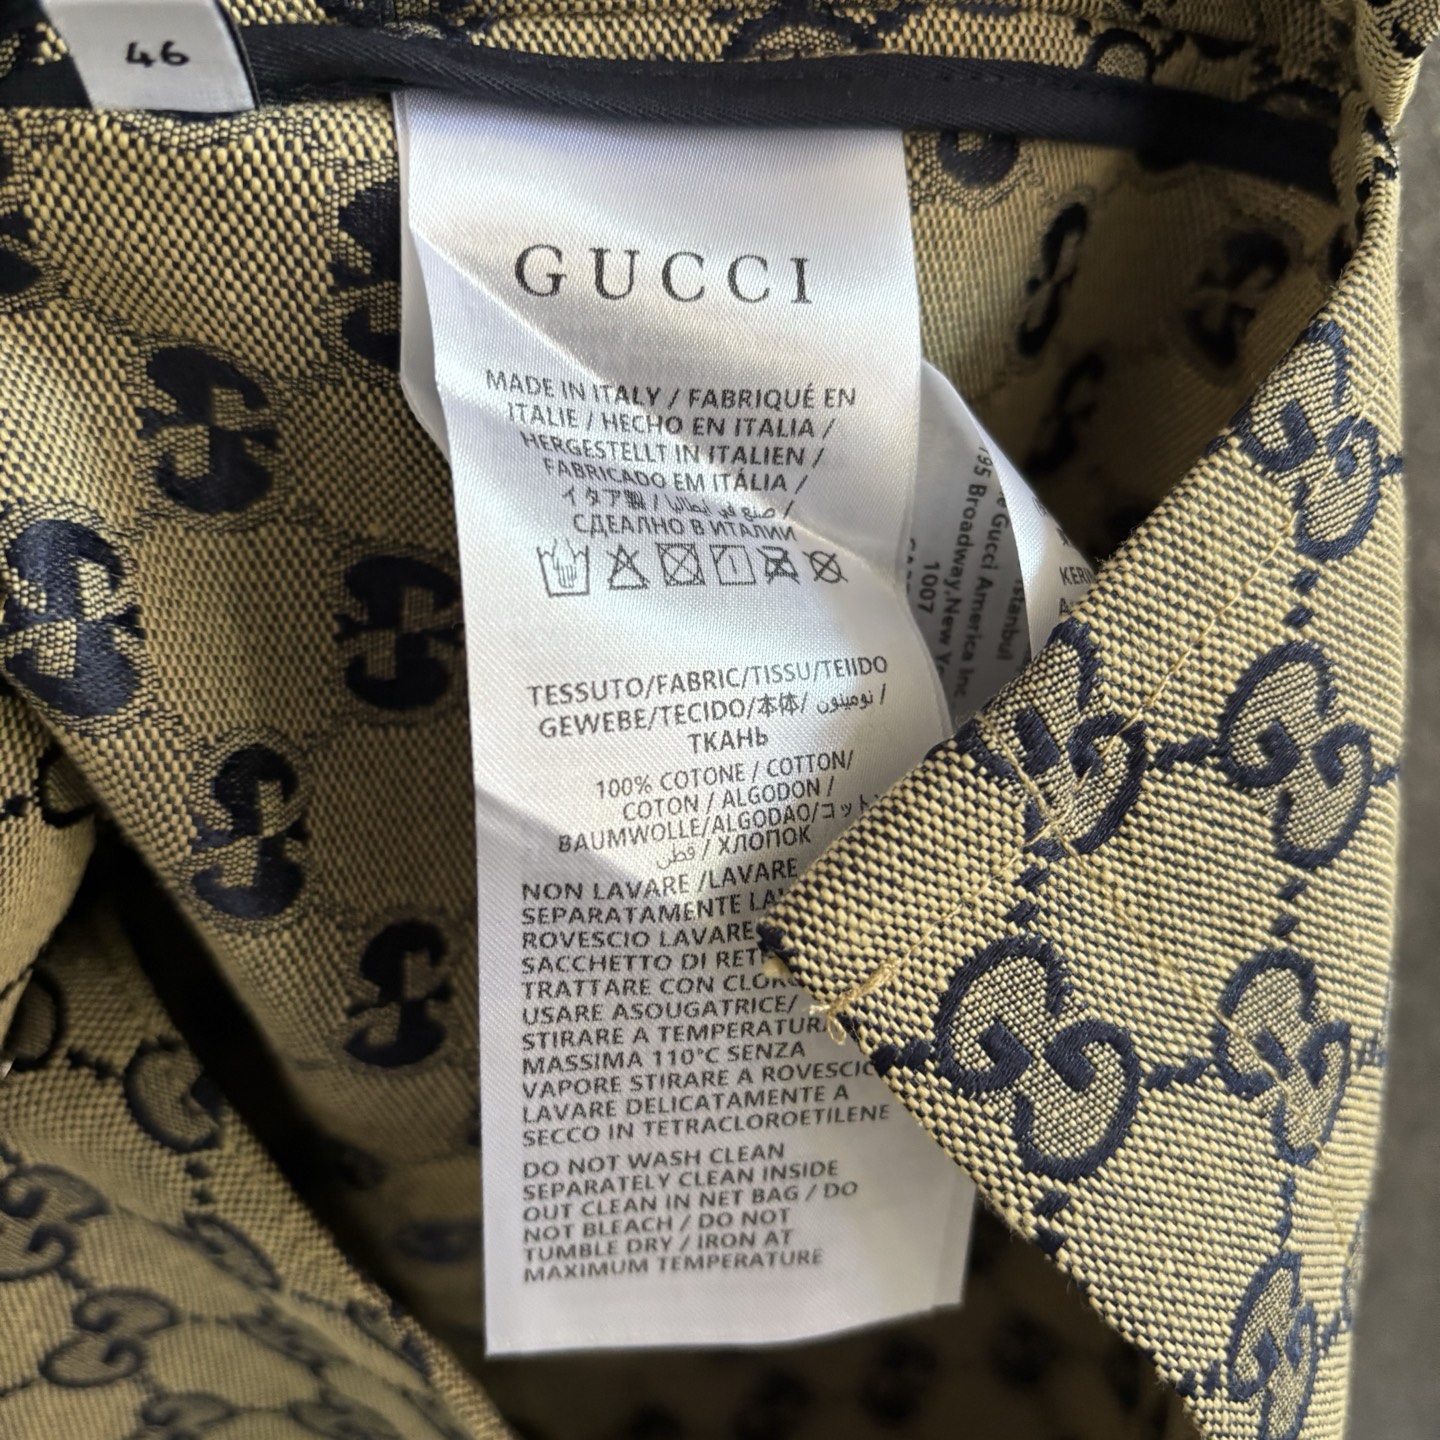 46
GUCCI
MADE IN ITALY / FABRIQUÉ EN
ITALIE / HECHO EN ITALIA /
HERGESTELLT IN ITALIEN /
FABRICADO EM ITÁLIA /
イタア製 / صنع في إيطاليا /
СДЕАЛНО В ИТАЛИИ
TESSUTO/FABRIC/TISSU/TEIIDO
GEWEBE/TECIDO/本体/ /
ТКАНЬ
100% COTONE / COTTON/
COTON / ALGODON /
BAUMWOLLE/ALGODAO/コット
قطن / ХЛОПОК
NON LAVARE /LAVARE
SEPARATAMENTE
ROVESCIO LAVARE
SACCHETTO DI
TRATTARE CON
USARE ASOUGATRICE/
STIRARE A
MASSIMA 110°C SENZA
VAPORE STIRARE A ROVESCIO
LAVARE DELICATAMENTE A
SECCO IN TETRACLOROETILENE
DO NOT WASH CLEAN
SEPARATELY CLEAN INSIDE
OUT CLEAN IN NET BAG / DO
NOT BLEACH / DO NOT
TUMBLE DRY / IRON AT
MAXIMUM TEMPERATURE
Istanbul
Gucci America Inc
795 Broadway,New
1007